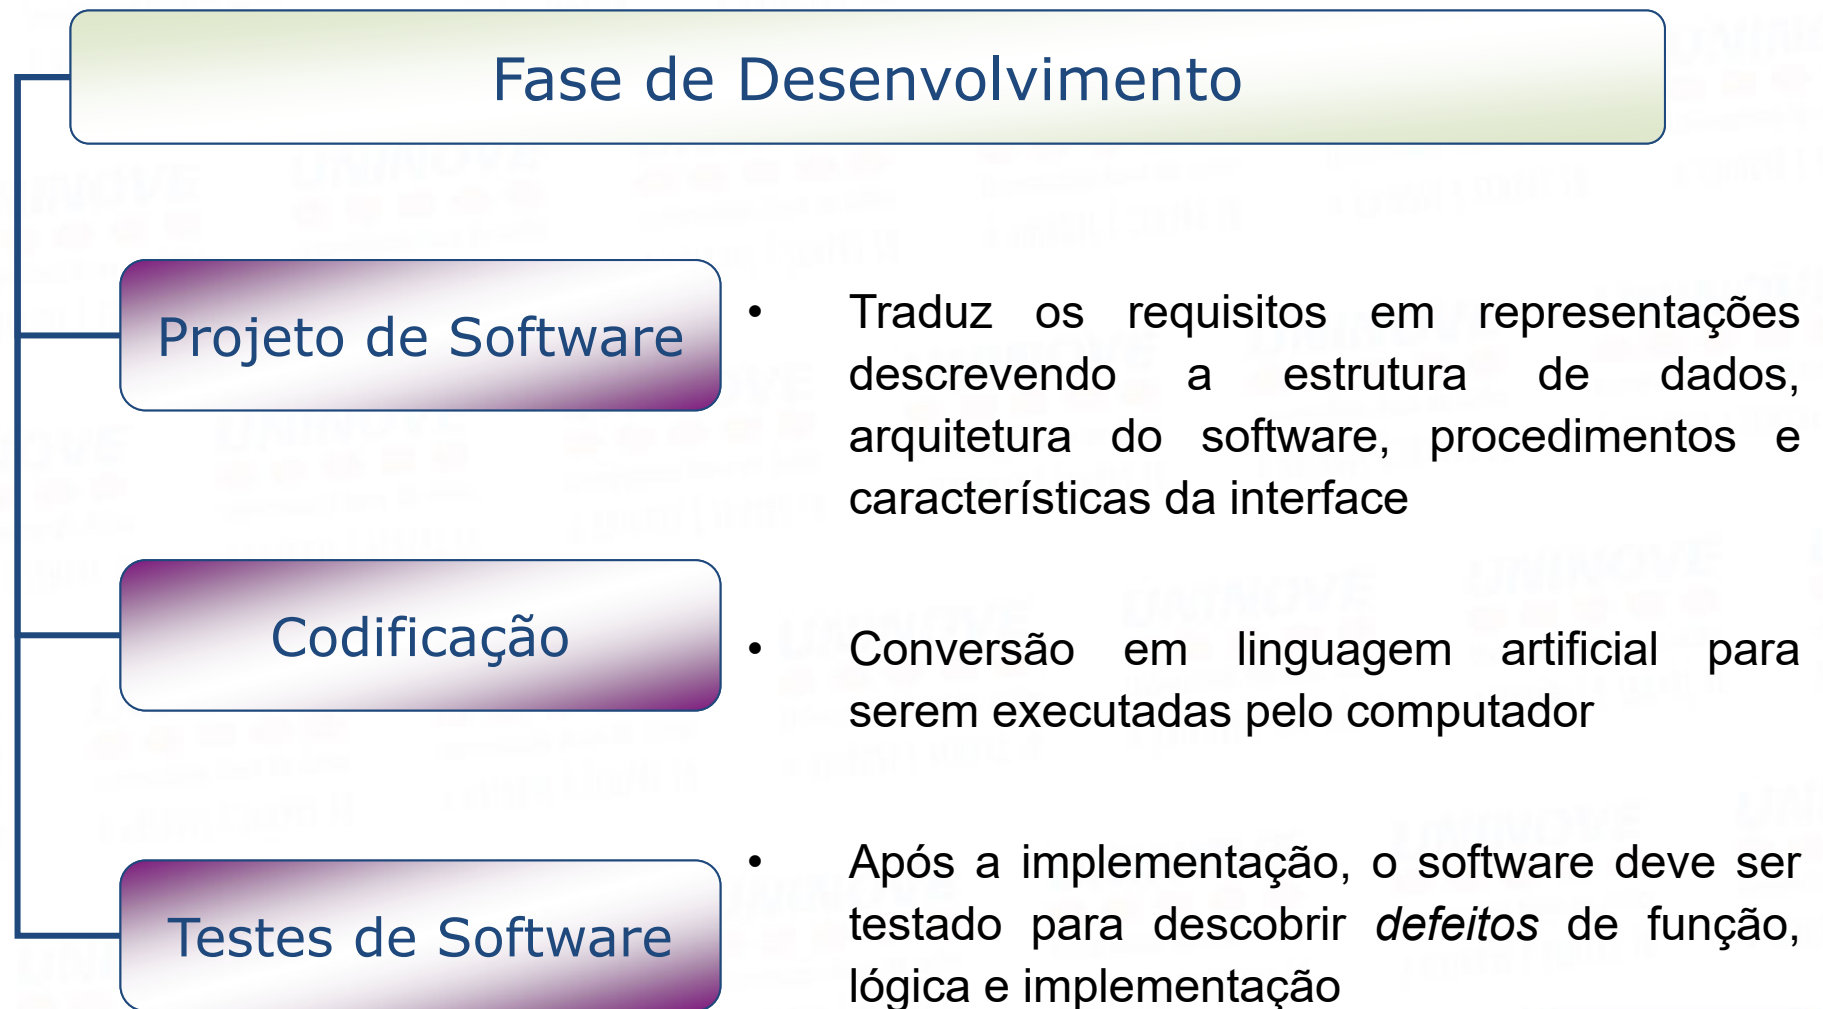 Fase de Desenvolvimento
Projeto de Software
• Traduz os requisitos em representações
descrevendo a estrutura de dados,
arquitetura do software, procedimentos e
características da interface
Codificação
• Conversão em linguagem artificial para
serem executadas pelo computador
Testes de Software
• Após a implementação, o software deve ser
testado para descobrir defeitos de função,
lógica e implementação